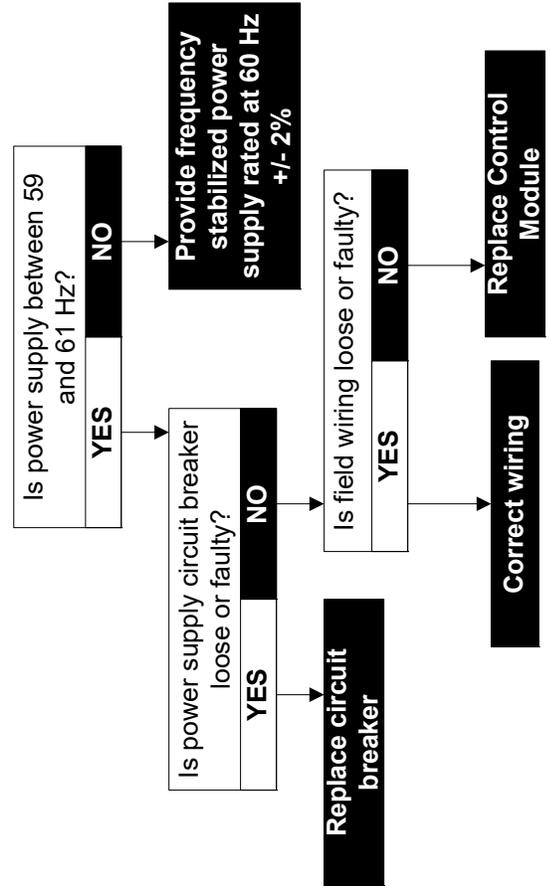 Is power supply between 59
and 61 Hz?
YES
NO
Provide frequency
stabilized power
supply rated at 60 Hz
+/- 2%
Is power supply circuit breaker
loose or faulty?
YES
NO
Replace circuit
breaker
Is field wiring loose or faulty?
YES
NO
Correct wiring
Replace Control
Module